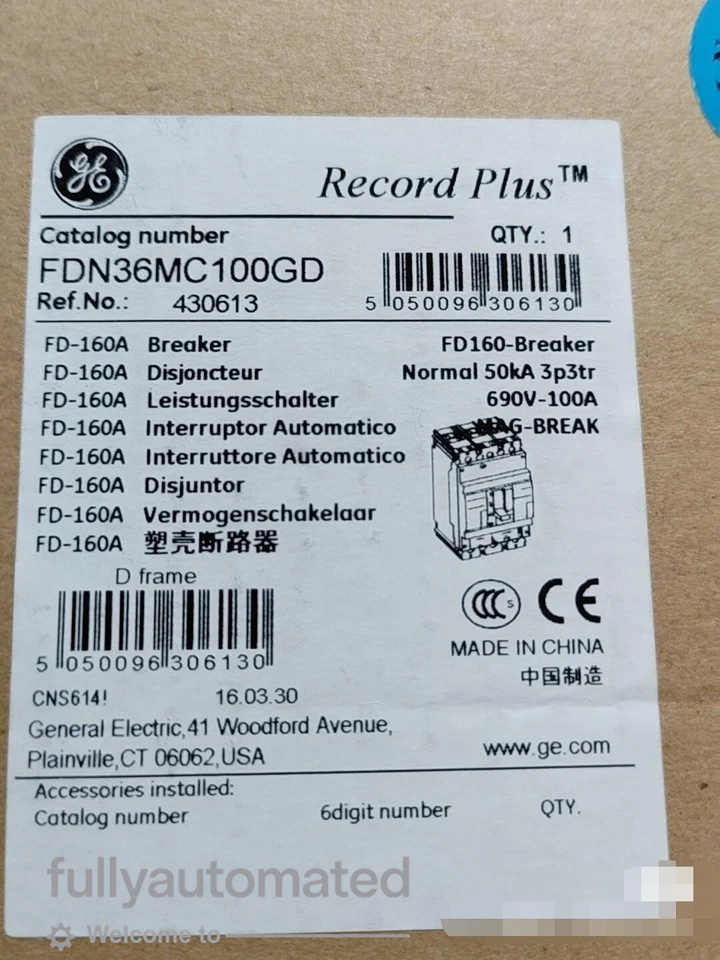 GE
Record Plus™
Catalog number
QTY.: 1
FDN36MC100GD
Ref.No.: 430613
5 050096 306130
FD-160A Breaker
FD160-Breaker
FD-160A Disjoncteur
Normal 50kA 3p3tr
FD-160A Leistungsschalter
690V-100A
FD-160A Interruptor Automatico
MAG-BREAK
FD-160A Interruttore Automatico
FD-160A Disjuntor
FD-160A Vermogenschakelaar
FD-160A 塑壳断路器
D frame
CCC S CE
5 050096 306130
MADE IN CHINA
中国制造
CNS614! 16.03.30
General Electric,41 Woodford Avenue,
Plainville,CT 06062,USA
www.ge.com
Accessories installed:
Catalog number 6digit number QTY.
fullyautomated
Welcome to